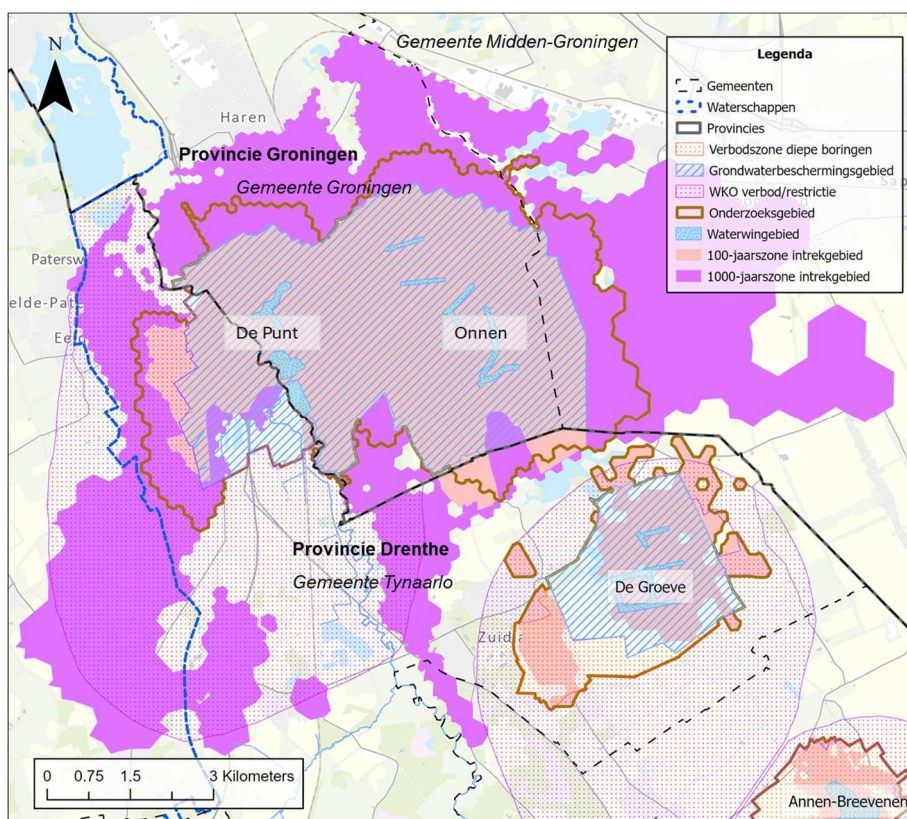 Gemeente Midden-Groningen
N
Haren
Provincie Groningen
Gemeente Groningen
Patersw
elde-Pat
Eeld
De Punt
Onnen
Provincie Drenthe
Gemeente Tynaarlo
De Groeve
Zuidla
Annen-Breevenen
0 0.75 1.5 3 Kilometers
Legenda
Gemeenten
Waterschappen
Provincies
Verbodszone diepe boringen
Grondwaterbeschermingsgebied
WKO verbod/restrictie
Onderzoeksgebied
Waterwingebied
100-jaarszone intrekgebied
1000-jaarszone intrekgebied